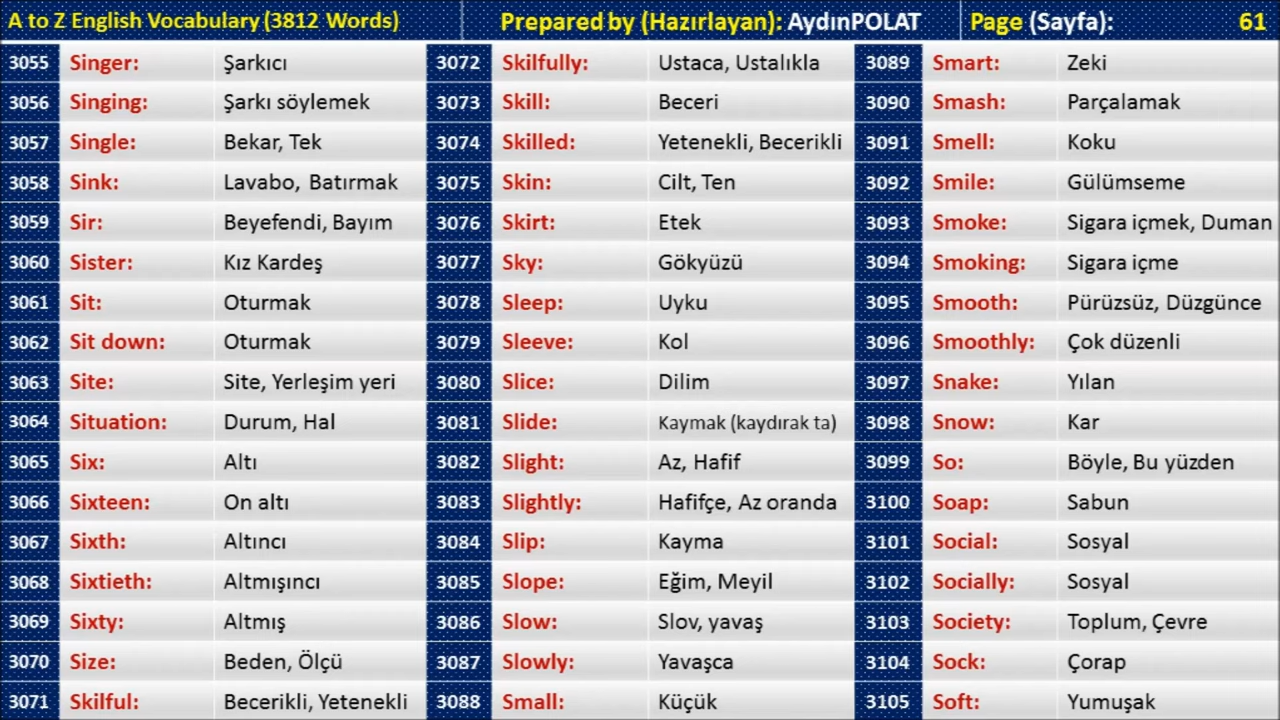 A to Z English Vocabulary (3812 Words) Prepared by (Hazırlayan): AydınPOLAT Page (Sayfa): 61
3055 Singer: Şarkıcı
3056 Singing: Şarkı söylemek
3057 Single: Bekar, Tek
3058 Sink: Lavabo, Batırmak
3059 Sir: Beyefendi, Bayım
3060 Sister: Kız Kardeş
3061 Sit: Oturmak
3062 Sit down: Oturmak
3063 Site: Site, Yerleşim yeri
3064 Situation: Durum, Hal
3065 Six: Altı
3066 Sixteen: On altı
3067 Sixth: Altıncı
3068 Sixtieth: Altmışıncı
3069 Sixty: Altmış
3070 Size: Beden, Ölçü
3071 Skilful: Becerikli, Yetenekli
3072 Skilfully: Ustaca, Ustalıkla
3073 Skill: Beceri
3074 Skilled: Yetenekli, Becerikli
3075 Skin: Cilt, Ten
3076 Skirt: Etek
3077 Sky: Gökyüzü
3078 Sleep: Uyku
3079 Sleeve: Kol
3080 Slice: Dilim
3081 Slide: Kaymak (kaydırak ta)
3082 Slight: Az, Hafif
3083 Slightly: Hafifçe, Az oranda
3084 Slip: Kayma
3085 Slope: Eğim, Meyil
3086 Slow: Slov, yavaş
3087 Slowly: Yavaşca
3088 Small: Küçük
3089 Smart: Zeki
3090 Smash: Parçalamak
3091 Smell: Koku
3092 Smile: Gülümseme
3093 Smoke: Sigara içmek, Duman
3094 Smoking: Sigara içme
3095 Smooth: Pürüzsüz, Düzgünce
3096 Smoothly: Çok düzenli
3097 Snake: Yılan
3098 Snow: Kar
3099 So: Böyle, Bu yüzden
3100 Soap: Sabun
3101 Social: Sosyal
3102 Socially: Sosyal
3103 Society: Toplum, Çevre
3104 Sock: Çorap
3105 Soft: Yumuşak